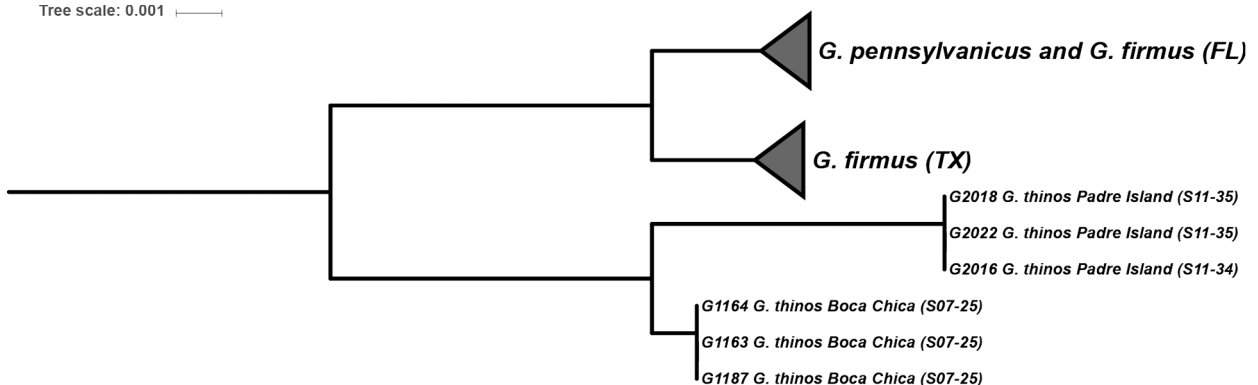 Tree scale: 0.001
G. pennsylvanicus and G. firmus (FL)
G. firmus (TX)
G2018 G. thinos Padre Island (S11-35)
G2022 G. thinos Padre Island (S11-35)
G2016 G. thinos Padre Island (S11-34)
G1164 G. thinos Boca Chica (S07-25)
G1163 G. thinos Boca Chica (S07-25)
G1187 G. thinos Boca Chica (S07-25)